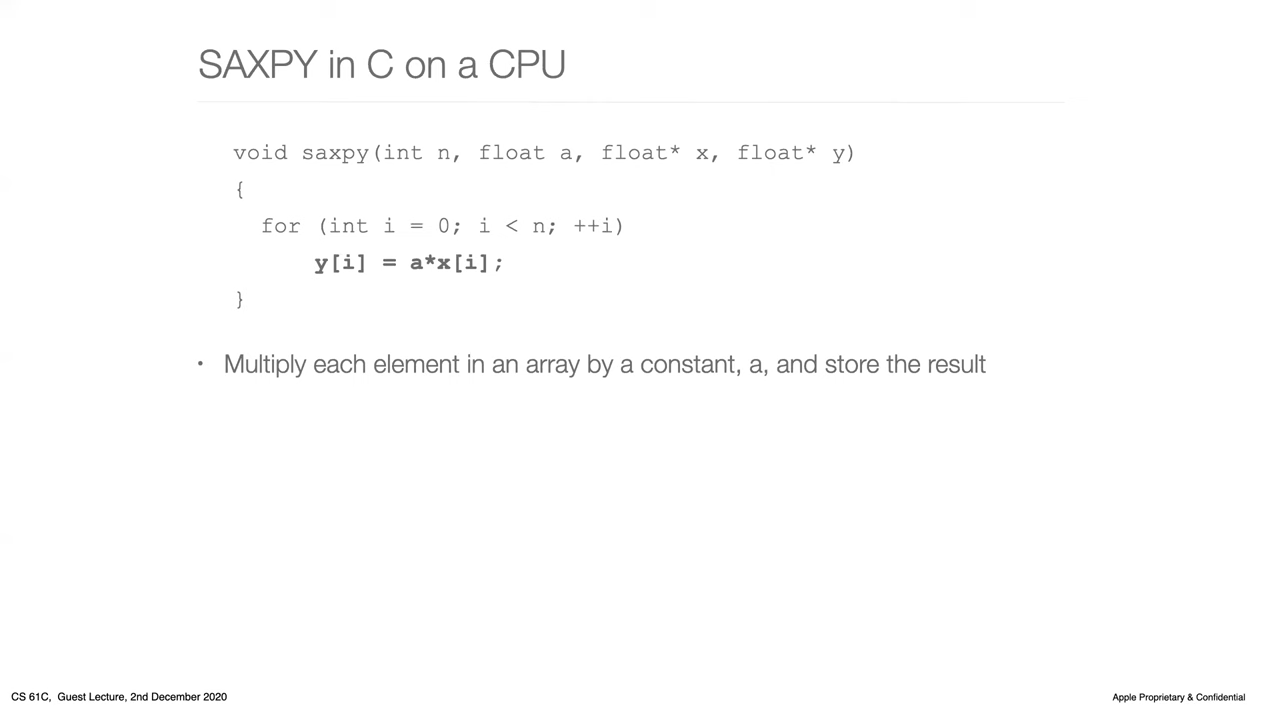 SAXPY in C on a CPU
void saxpy(int n, float a, float* x, float* y)
{
for (int i = 0; i < n; ++i)
y[i] = a*x[i];
}
• Multiply each element in an array by a constant, a, and store the result
CS 61C, Guest Lecture, 2nd December 2020
Apple Proprietary & Confidential